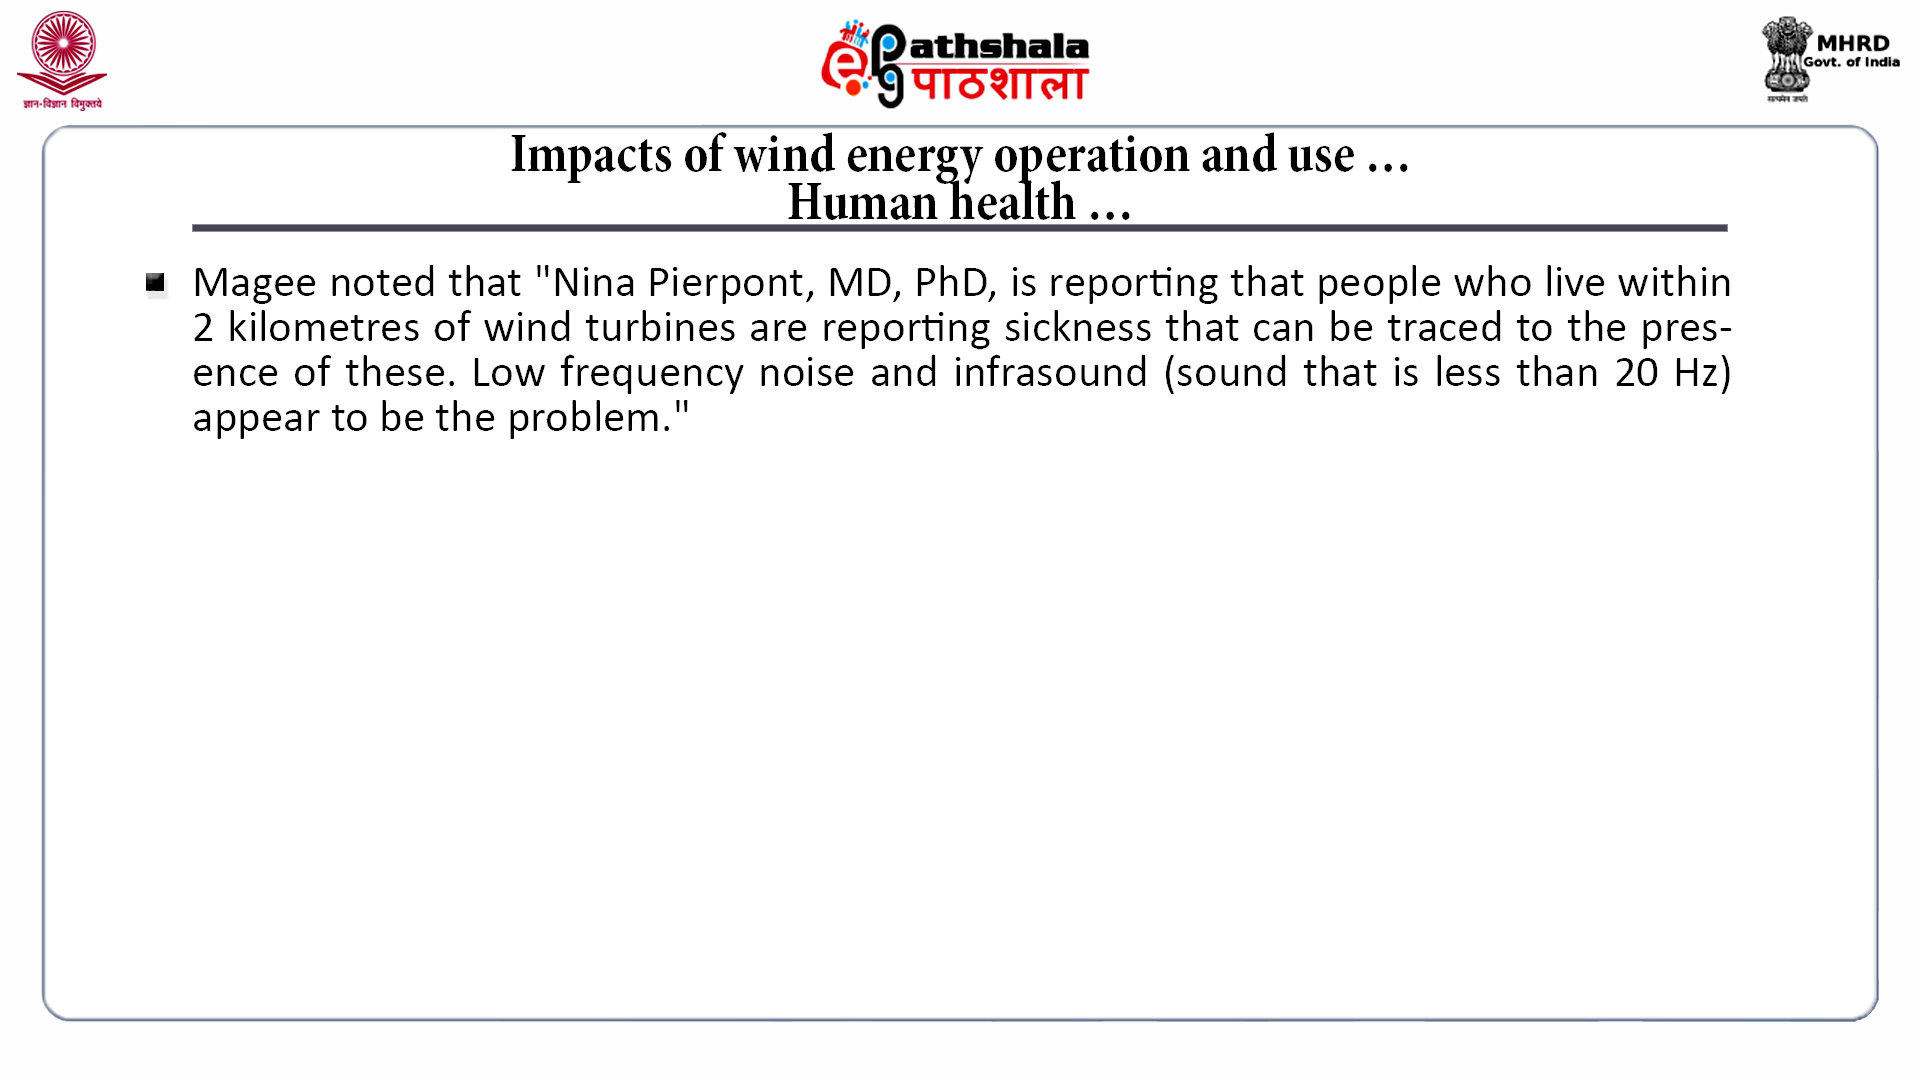 ज्ञान-विज्ञान विमुक्तये
Pathshala
पाठशाला
MHRD
Govt. of India
सत्यमेव जयते
Impacts of wind energy operation and use ...
Human health ...
Magee noted that "Nina Pierpont, MD, PhD, is reporting that people who live within
2 kilometres of wind turbines are reporting sickness that can be traced to the pres-
ence of these. Low frequency noise and infrasound (sound that is less than 20 Hz)
appear to be the problem."